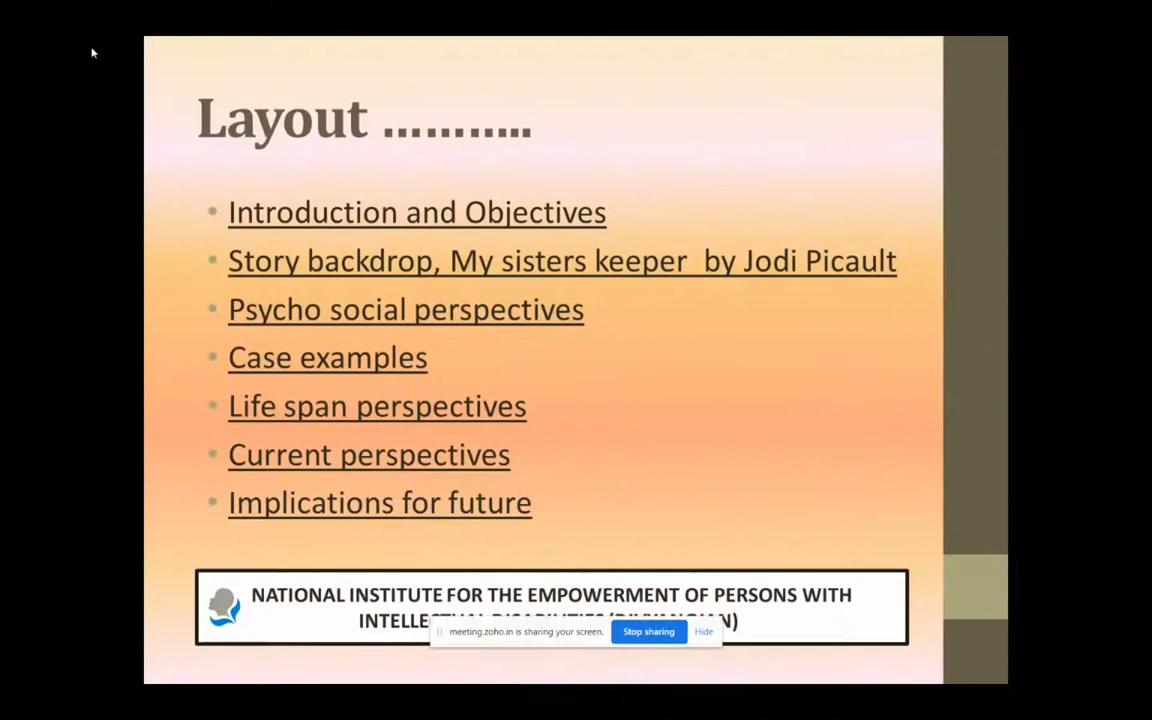 Layout ...........
• Introduction and Objectives
• Story backdrop, My sisters keeper by Jodi Picault
• Psycho social perspectives
• Case examples
• Life span perspectives
• Current perspectives
• Implications for future
NATIONAL INSTITUTE FOR THE EMPOWERMENT OF PERSONS WITH
meeting.zoho.in is sharing your screen. Stop sharing Hide